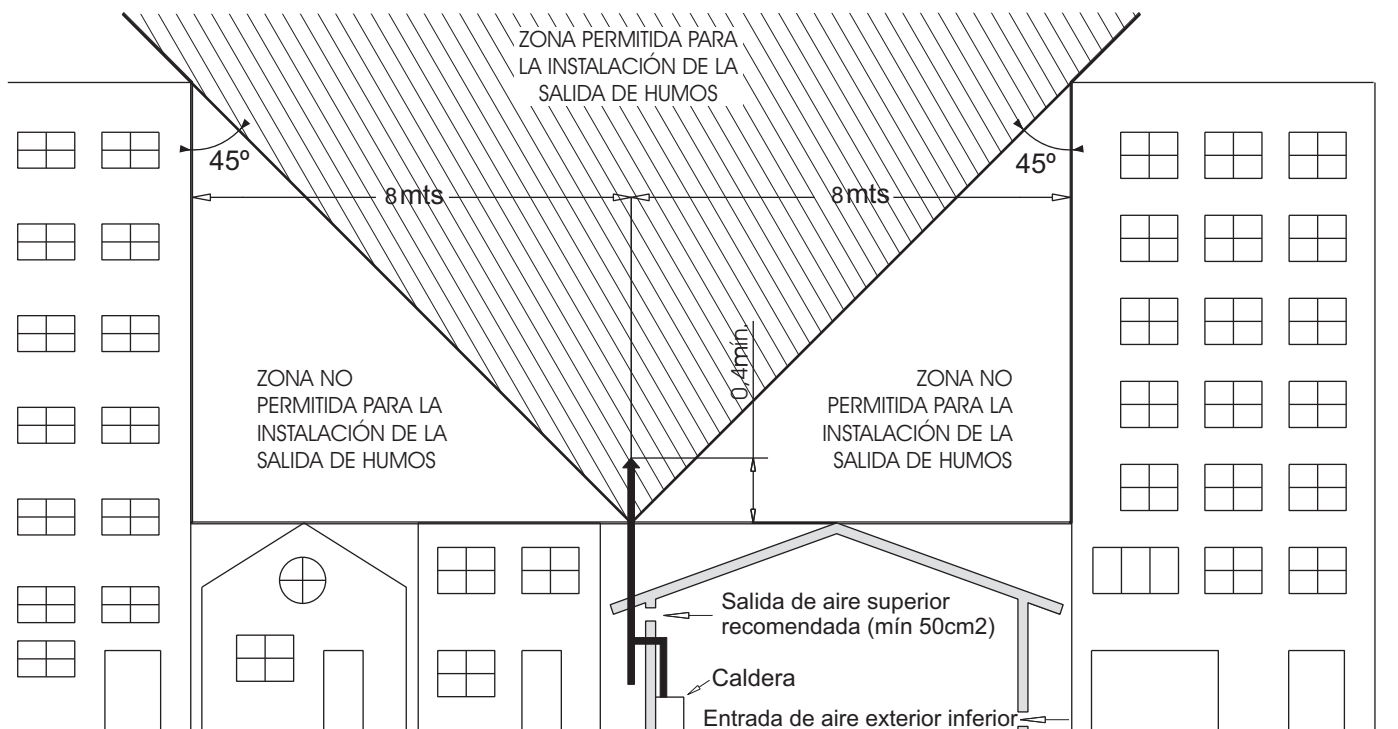 ZONA PERMITIDA PARA
LA INSTALACIÓN DE LA
SALIDA DE HUMOS
45º
45º
8mts
8mts
0,4mín.
ZONA NO
PERMITIDA PARA LA
INSTALACIÓN DE LA
SALIDA DE HUMOS
ZONA NO
PERMITIDA PARA LA
INSTALACIÓN DE LA
SALIDA DE HUMOS
Salida de aire superior
recomendada (mín 50cm2)
Caldera
Entrada de aire exterior inferior